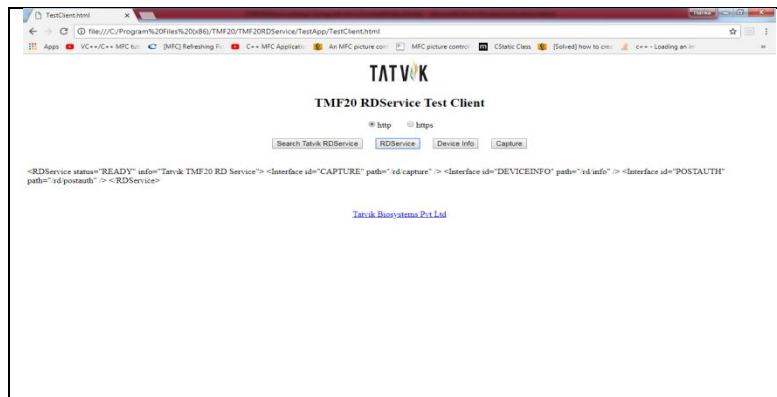 TestClient.html
file:///C:/Program%20Files%20(x86)/TMF20/TMF20RDService/TestApp/TestClient.html
Apps VC++/C++ MFC tut [MFC] Refreshing Fi C++ MFC Applicatio An MFC picture con MFC picture control CStatic Class [Solved] how to crea c++ - Loading an im
TATVIK
TMF20 RDService Test Client
http https
Search Tatvik RDService RDService Device Info Capture
<RDService status="READY" info="Tatvik TMF20 RD Service"> <Interface id="CAPTURE" path="/rd/capture" /> <Interface id="DEVICEINFO" path="/rd/info" /> <Interface id="POSTAUTH"
path="/rd/postauth" /> </RDService>
Tatvik Biosystems Pvt Ltd